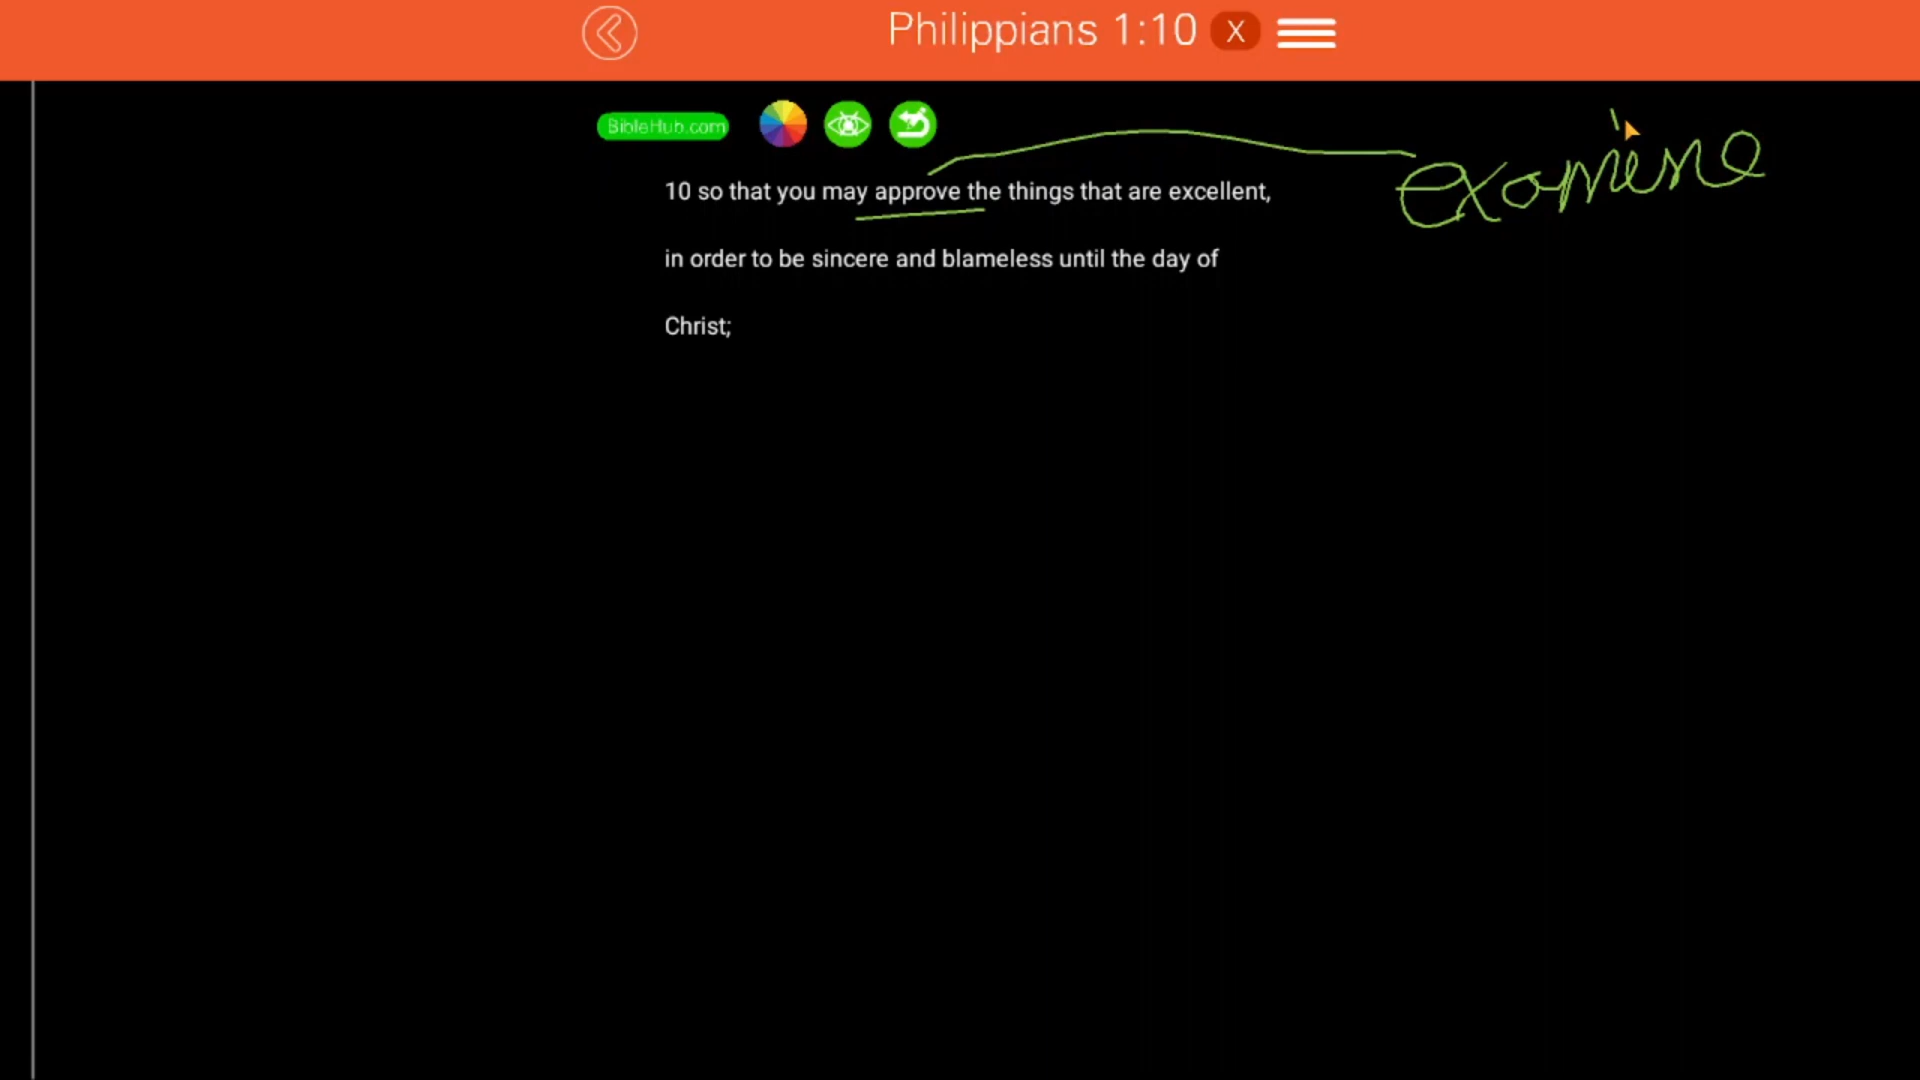 Philippians 1:10 X
BibleHub.com
examine
10 so that you may approve the things that are excellent,
in order to be sincere and blameless until the day of
Christ;